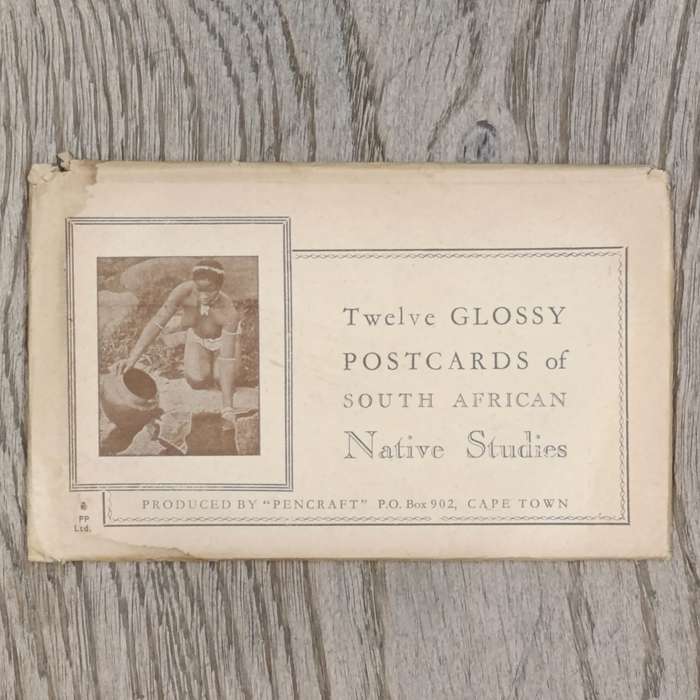 Twelve GLOSSY
POSTCARDS of
SOUTH AFRICAN
Native Studies
PRODUCED BY "PENCRAFT" P.O. Box 902, CAPE TOWN
PP
Ltd.